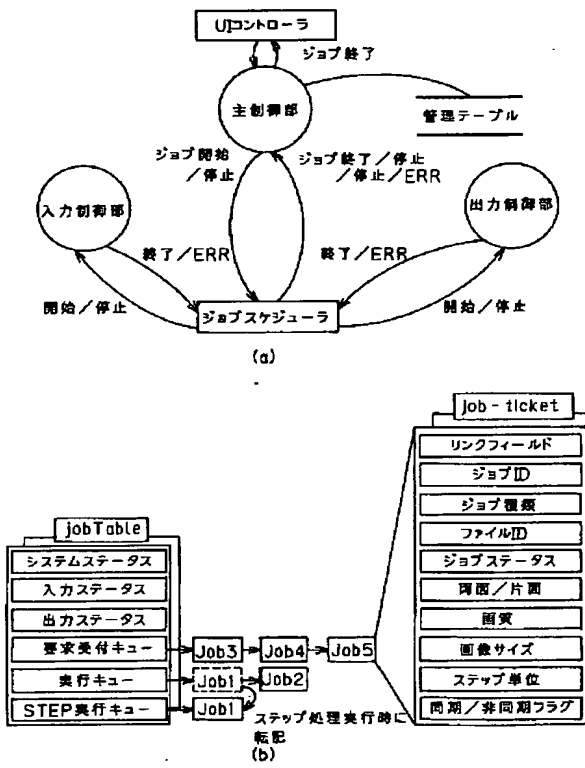 UIコントローラ
ジョブ終了
主制御部
管理テーブル
ジョブ開始
/停止
ジョブ終了/停止
/停止/ERR
入力制御部
出力制御部
終了/ERR
終了/ERR
開始/停止
ジョブスケジューラ
開始/停止
(a)
job-ticket
リンクフィールド
ジョブID
ジョブ種類
ファイルID
ジョブステータス
両面/片面
画質
画像サイズ
ステップ単位
同期/非同期フラグ
jobTable
システムステータス
入力ステータス
出力ステータス
要求受付キュー
Job3
Job4
Job5
実行キュー
Job1
Job2
STEP実行キュー
Job1
ステップ処理実行時に
転記
(b)